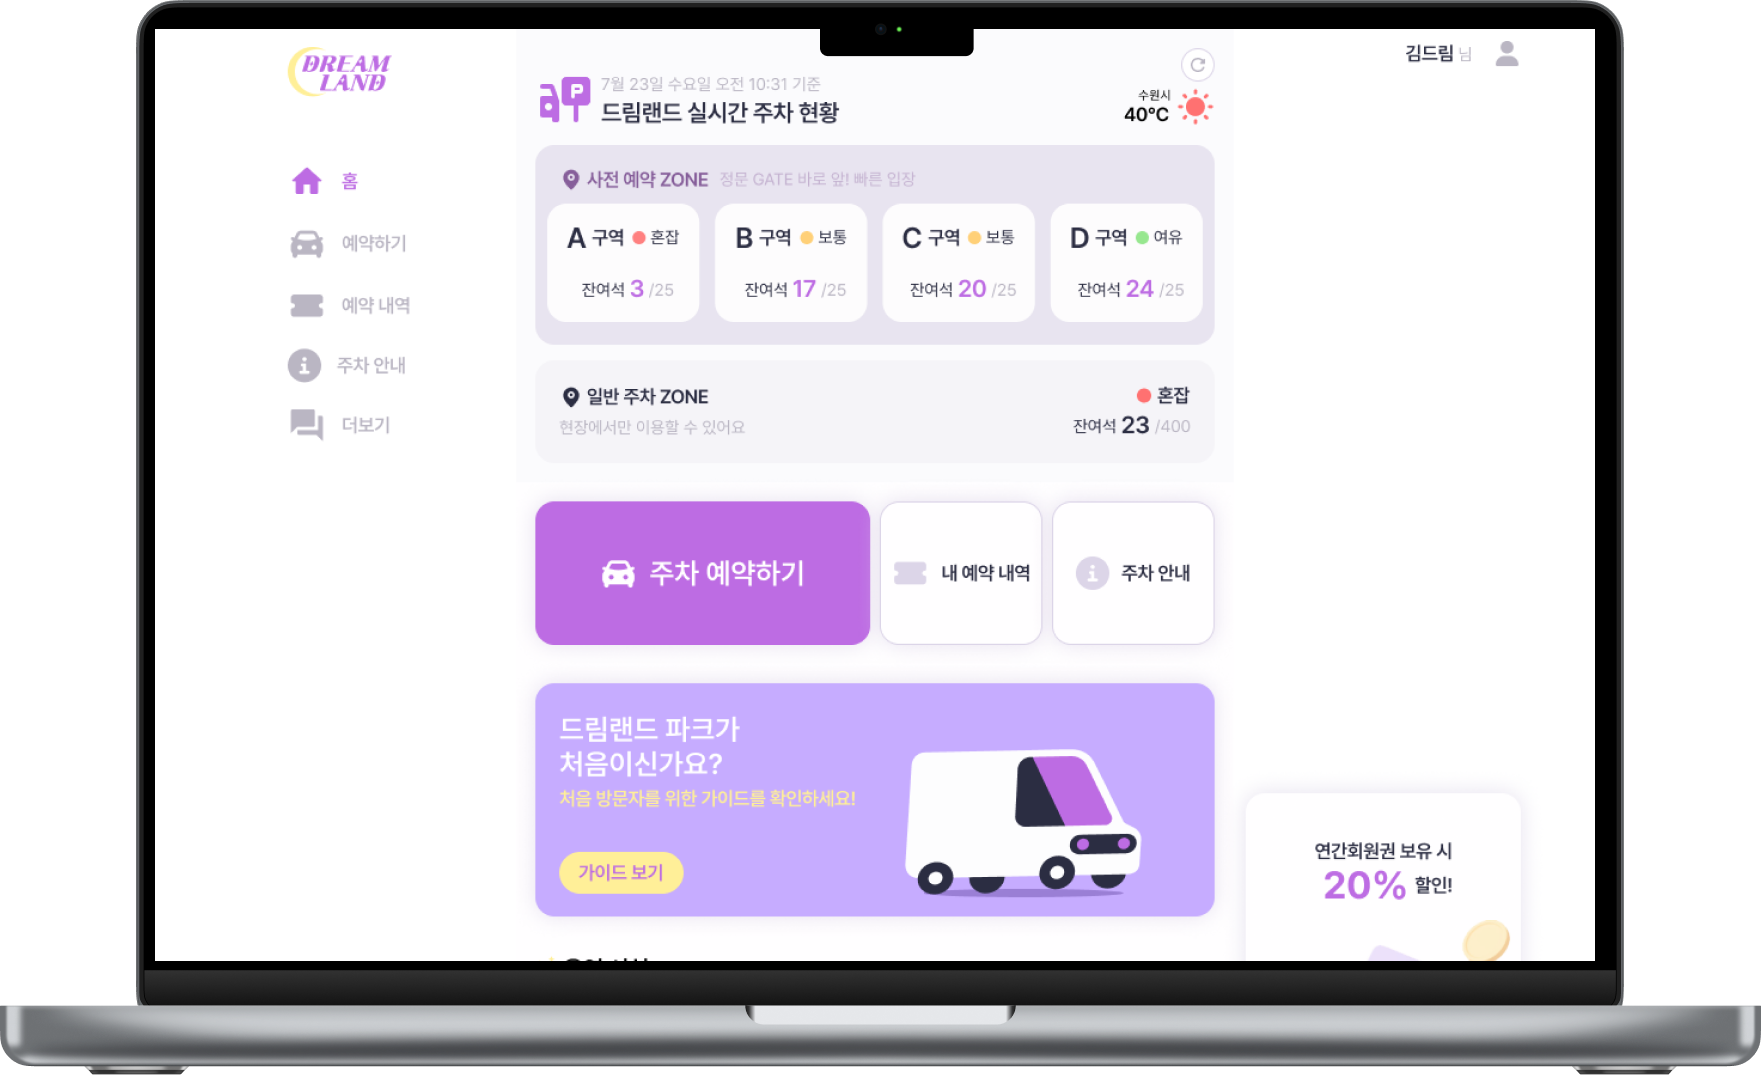 DREAM
LAND
홈
예약하기
예약 내역
주차 안내
더보기
7월 23일 수요일 오전 10:31 기준
드림랜드 실시간 주차 현황
P
수원시
40°C
김드림 님
사전 예약 ZONE 정문 GATE 바로 앞! 빠른 입장
A 구역 혼잡
잔여석 3 /25
B 구역 보통
잔여석 17 /25
C 구역 보통
잔여석 20 /25
D 구역 여유
잔여석 24 /25
일반 주차 ZONE
현장에서만 이용할 수 있어요
혼잡
잔여석 23 /400
주차 예약하기
내 예약 내역
주차 안내
드림랜드 파크가
처음이신가요?
처음 방문자를 위한 가이드를 확인하세요!
가이드 보기
연간회원권 보유 시
20% 할인!